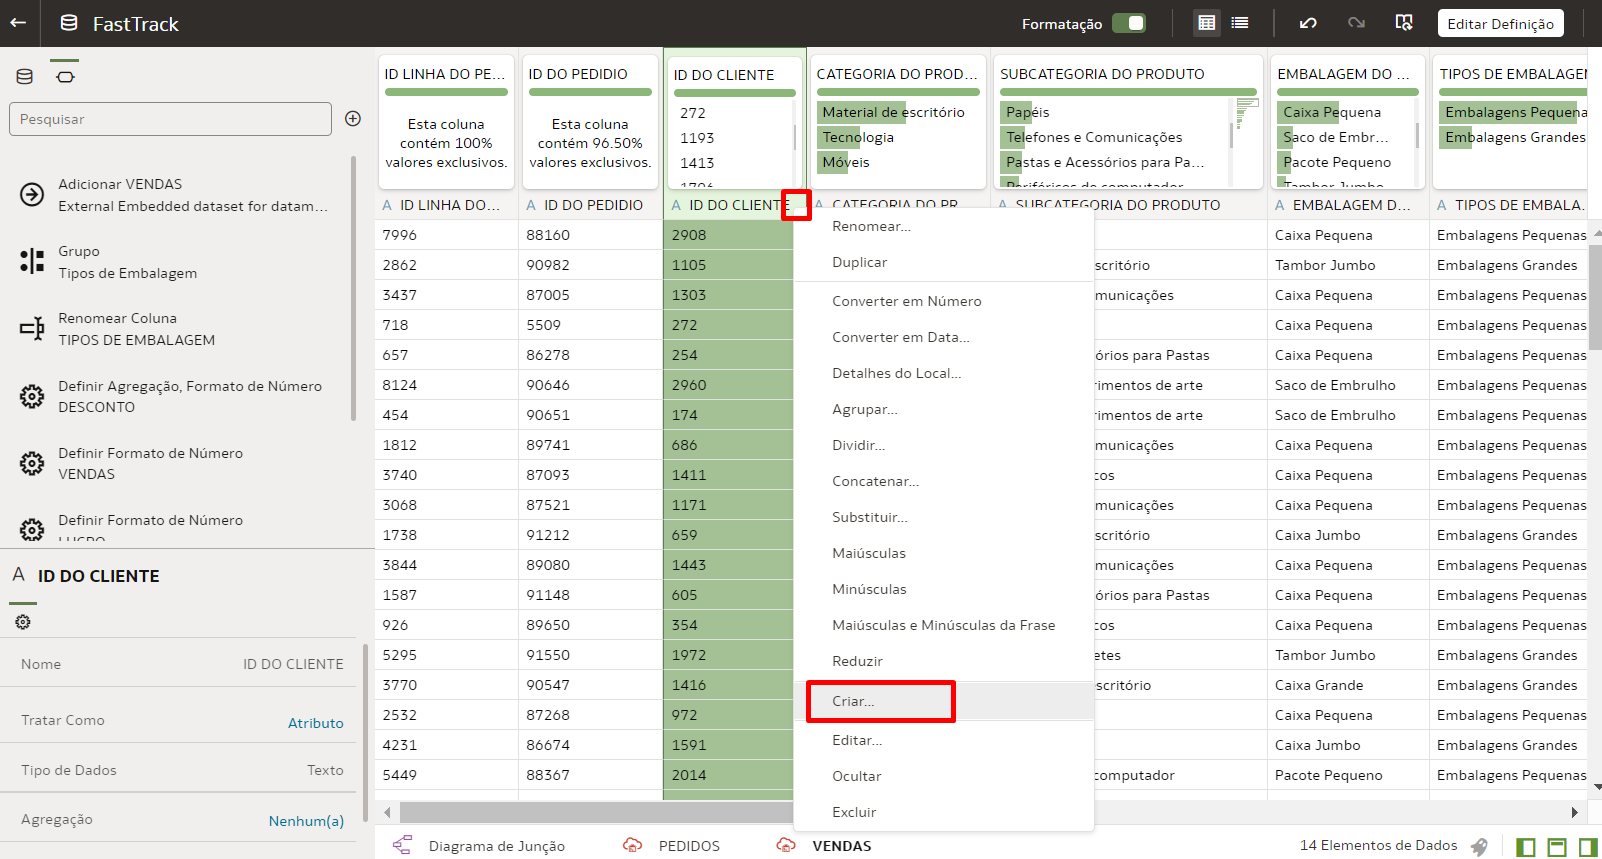 FastTrack
Formatação
Editar Definição
Pesquisar
Adicionar VENDAS
External Embedded dataset for datam...
Grupo
Tipos de Embalagem
Renomear Coluna
TIPOS DE EMBALAGEM
Definir Agregação, Formato de Número
DESCONTO
Definir Formato de Número
VENDAS
Definir Formato de Número
LUCRO
A ID DO CLIENTE
Nome ID DO CLIENTE
Tratar Como Atributo
Tipo de Dados Texto
Agregação Nenhum(a)
ID LINHA DO PE... ID DO PEDIDIO ID DO CLIENTE CATEGORIA DO PROD... SUBCATEGORIA DO PRODUTO EMBALAGEM DO ... TIPOS DE EMBALAGEM
Esta coluna
contém 100%
valores exclusivos.
Esta coluna
contém 96.50%
valores exclusivos.
272
1193
1413
1706
Material de escritório
Tecnologia
Móveis
Papéis
Telefones e Comunicações
Pastas e Acessórios para Pa...
Periféricos de computador
Caixa Pequena
Saco de Embr...
Pacote Pequeno
Tambor Jumbo
Embalagens Pequena
Embalagens Grandes
A ID LINHA DO... A ID DO PEDIDIO A ID DO CLIENTE A CATEGORIA DO PR A SUBCATEGORIA DO PRODUTO A EMBALAGEM D... A TIPOS DE EMBALA.
7996 88160 2908 Caixa Pequena Embalagens Pequenas
2862 90982 1105 scritório Tambor Jumbo Embalagens Grandes
3437 87005 1303 municações Caixa Pequena Embalagens Pequenas
718 5509 272 Caixa Pequena Embalagens Pequenas
657 86278 254 órios para Pastas Caixa Pequena Embalagens Pequenas
8124 90646 2960 rimentos de arte Saco de Embrulho Embalagens Pequenas
454 90651 174 rimentos de arte Saco de Embrulho Embalagens Pequenas
1812 89741 686 municações Caixa Pequena Embalagens Pequenas
3740 87093 1411 cos Caixa Pequena Embalagens Pequenas
3068 87521 1171 municações Caixa Pequena Embalagens Pequenas
1738 91212 659 scritório Caixa Jumbo Embalagens Grandes
3844 89080 1443 municações Caixa Pequena Embalagens Pequenas
1587 91148 605 órios para Pastas Caixa Pequena Embalagens Pequenas
926 89650 354 cos Caixa Pequena Embalagens Pequenas
5295 91550 1972 etes Tambor Jumbo Embalagens Grandes
3770 90547 1416 scritório Caixa Grande Embalagens Grandes
2532 87268 972 Caixa Pequena Embalagens Pequenas
4231 86674 1591 Caixa Jumbo Embalagens Grandes
5449 88367 2014 computador Pacote Pequeno Embalagens Pequenas
Renomear...
Duplicar
Converter em Número
Converter em Data...
Detalhes do Local...
Agrupar...
Dividir...
Concatenar...
Substituir...
Maiúsculas
Minúsculas
Maiúsculas e Minúsculas da Frase
Reduzir
Criar...
Editar...
Ocultar
Excluir
Diagrama de Junção PEDIDOS VENDAS 14 Elementos de Dados